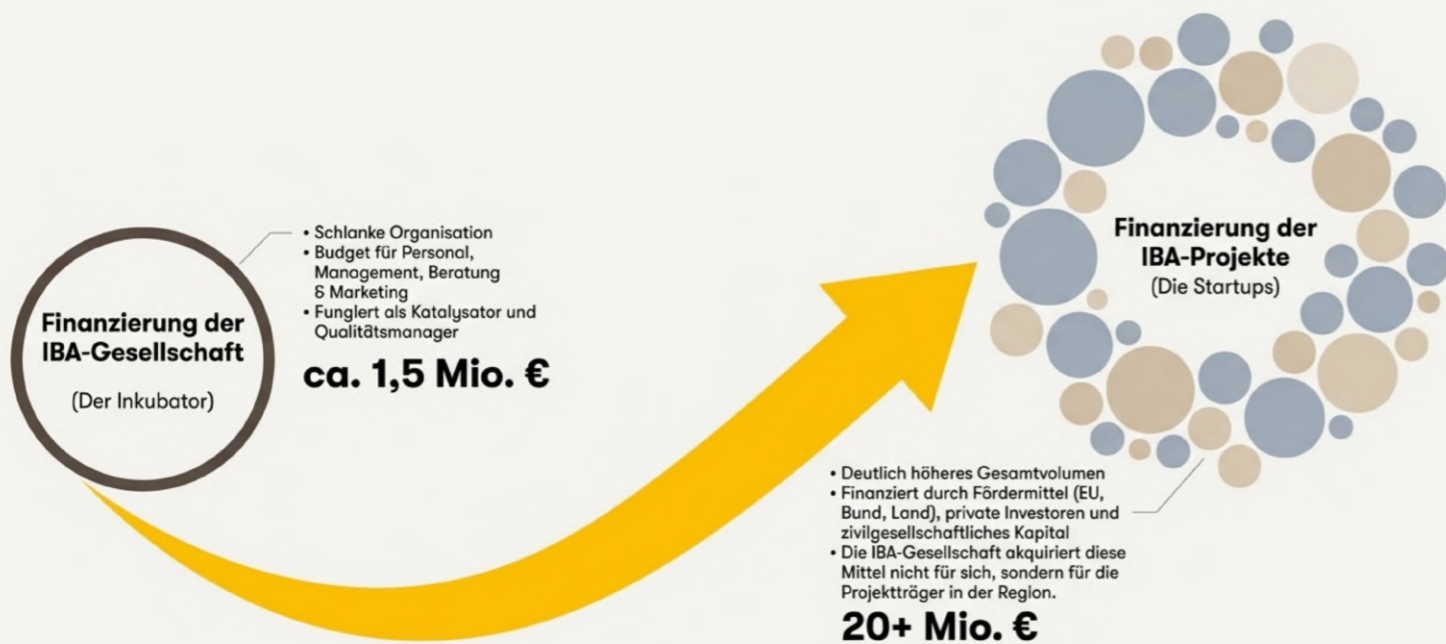 Finanzierung der
IBA-Gesellschaft
(Der Inkubator)
• Schlanke Organisation
• Budget für Personal,
Management, Beratung
& Marketing
• Funglert als Katalysator und
Qualitätsmanager
ca. 1,5 Mio. €
Finanzierung der
IBA-Projekte
(Die Startups)
• Deutlich höheres Gesamtvolumen
• Finanziert durch Fördermittel (EU,
Bund, Land), private Investoren und
zivilgesellschaftliches Kapital
• Die IBA-Gesellschaft akquiriert diese
Mittel nicht für sich, sondern für die
Projektträger in der Region.
20+ Mio. €